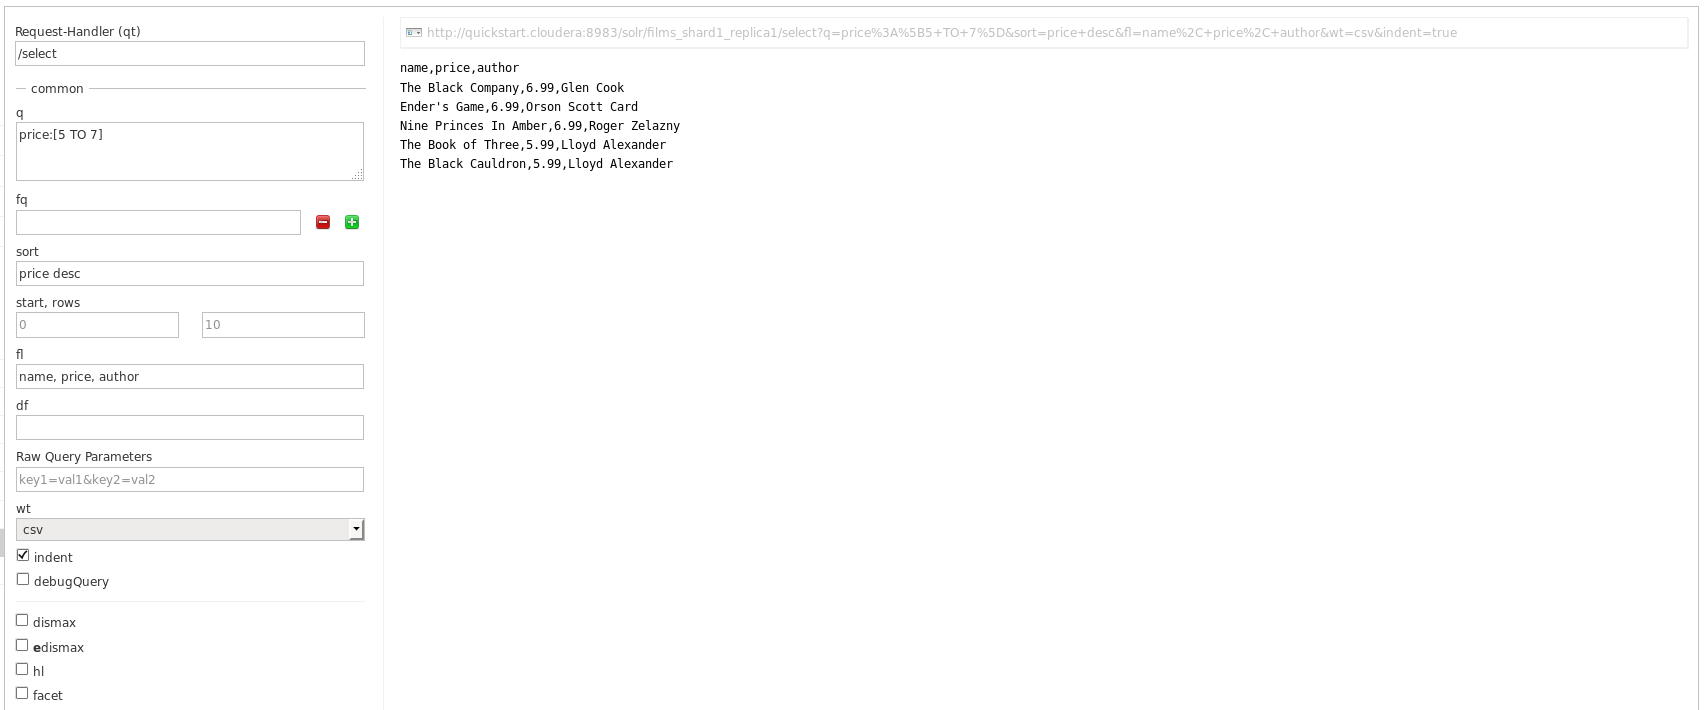 Request-Handler (qt)
/select
common
q
price:[5 TO 7]
fq
sort
price desc
start, rows
0 10
fl
name, price, author
df
Raw Query Parameters
key1=val1&key2=val2
wt
csv
indent
debugQuery
dismax
edismax
hl
facet
http://quickstart.cloudera:8983/solr/films_shard1_replica1/select?q=price%3A%5B5+TO+7%5D&sort=price+desc&fl=name%2C+price%2C+author&wt=csv&indent=true
name,price,author
The Black Company,6.99,Glen Cook
Ender's Game,6.99,Orson Scott Card
Nine Princes In Amber,6.99,Roger Zelazny
The Book of Three,5.99,Lloyd Alexander
The Black Cauldron,5.99,Lloyd Alexander